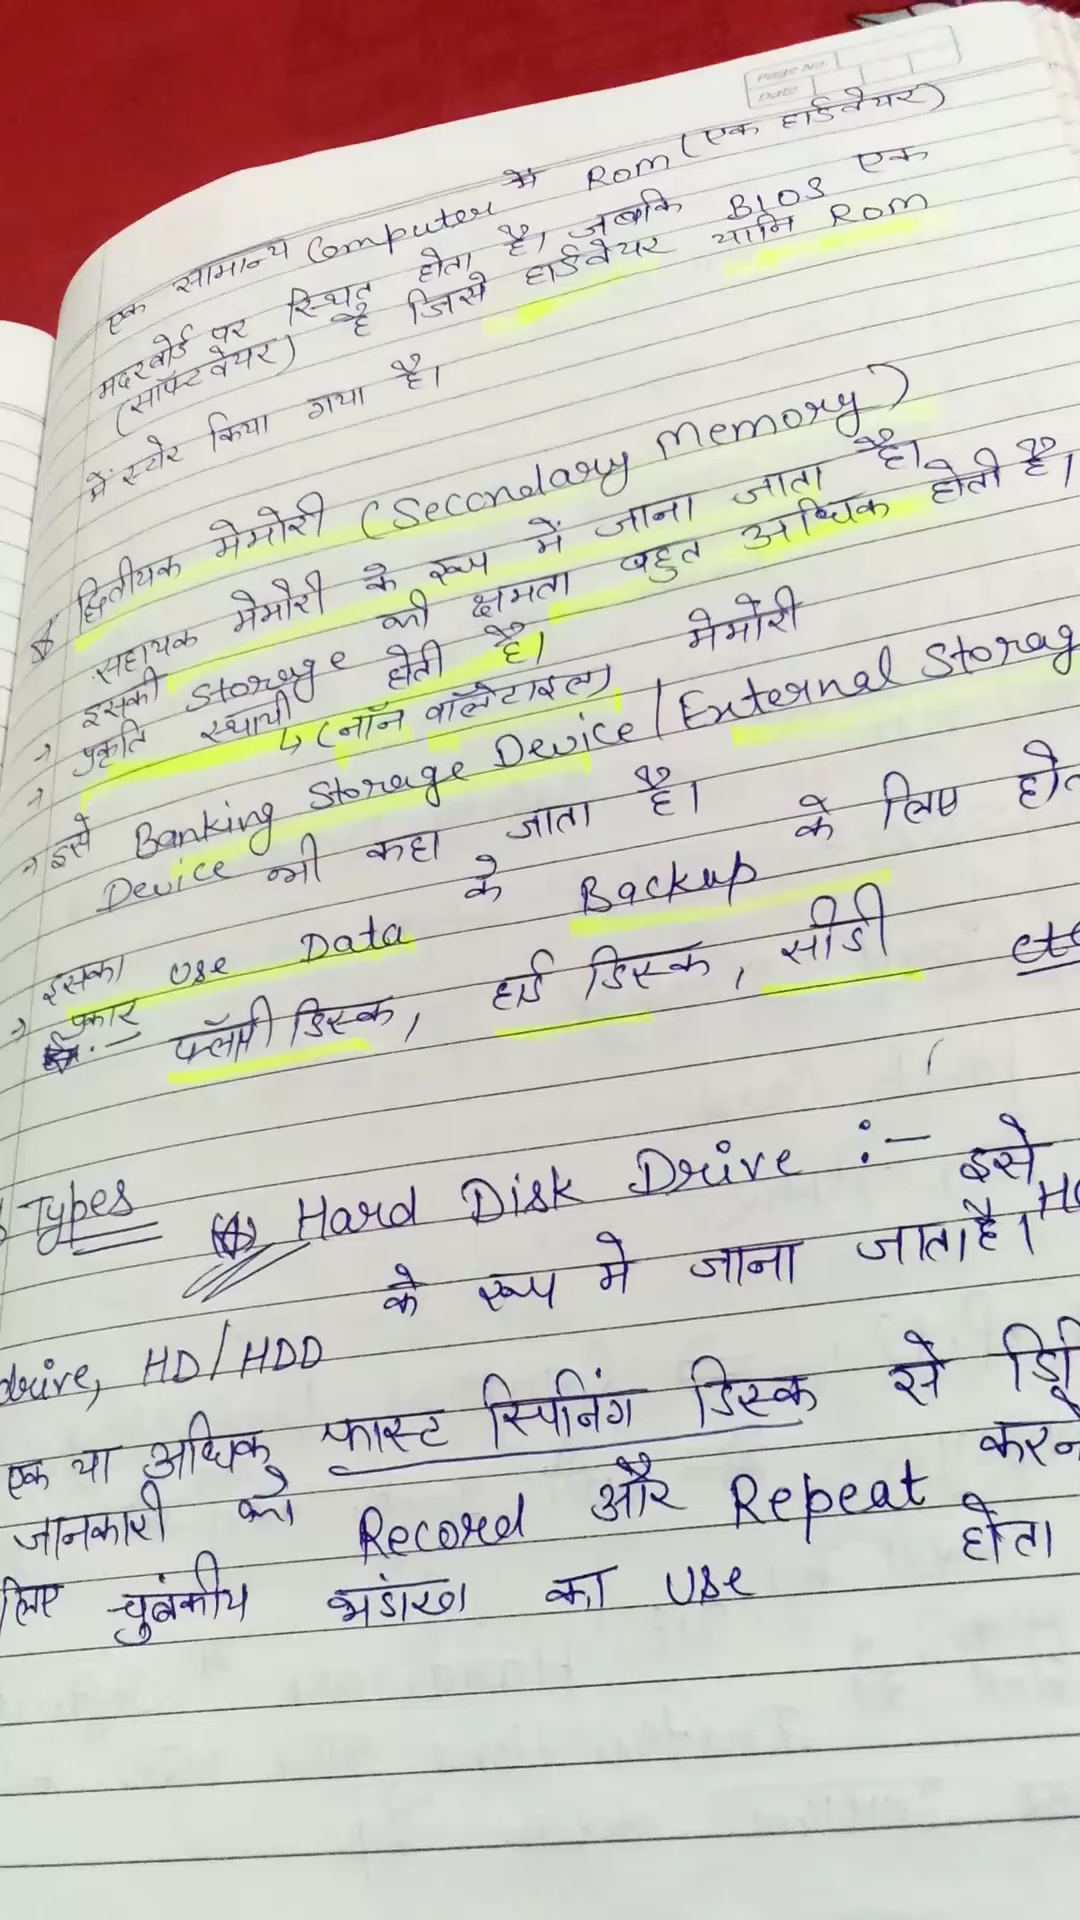 Page No.
Date
एक सामान्य Computer में ROM (एक हार्डवेयर)
मदरबोर्ड पर स्थित होता है, जबकि BIOS एक
(सॉफ्टवेयर) है जिसे हार्डवेयर यानि ROM
में स्टोर किया गया है।
द्वितीयक मेमोरी (Secondary Memory)
सहायक मेमोरी के रूप में जाना जाता है।
→ इसकी Storage की क्षमता बहुत अधिक होती है।
→ प्रकृति स्थायी होती है। मेमोरी
↳ (नॉन वॉलेटाइल)
→ इसे Banking Storage Device / External Storag
Device भी कहा जाता है।
इसका Use Data के Backup के लिए हो
→ प्रकार फ्लॉपी डिस्क, हार्ड डिस्क, सीडी etc
Types Hard Disk Drive :- इसे
के रूप मे जाना जाता है। H
drive, HD/HDD
एक या अधिक फास्ट स्पिनिंग डिस्क से
जानकारी को Record और Repeat करन
लिए चुबंकीय भंडारण का Use होता